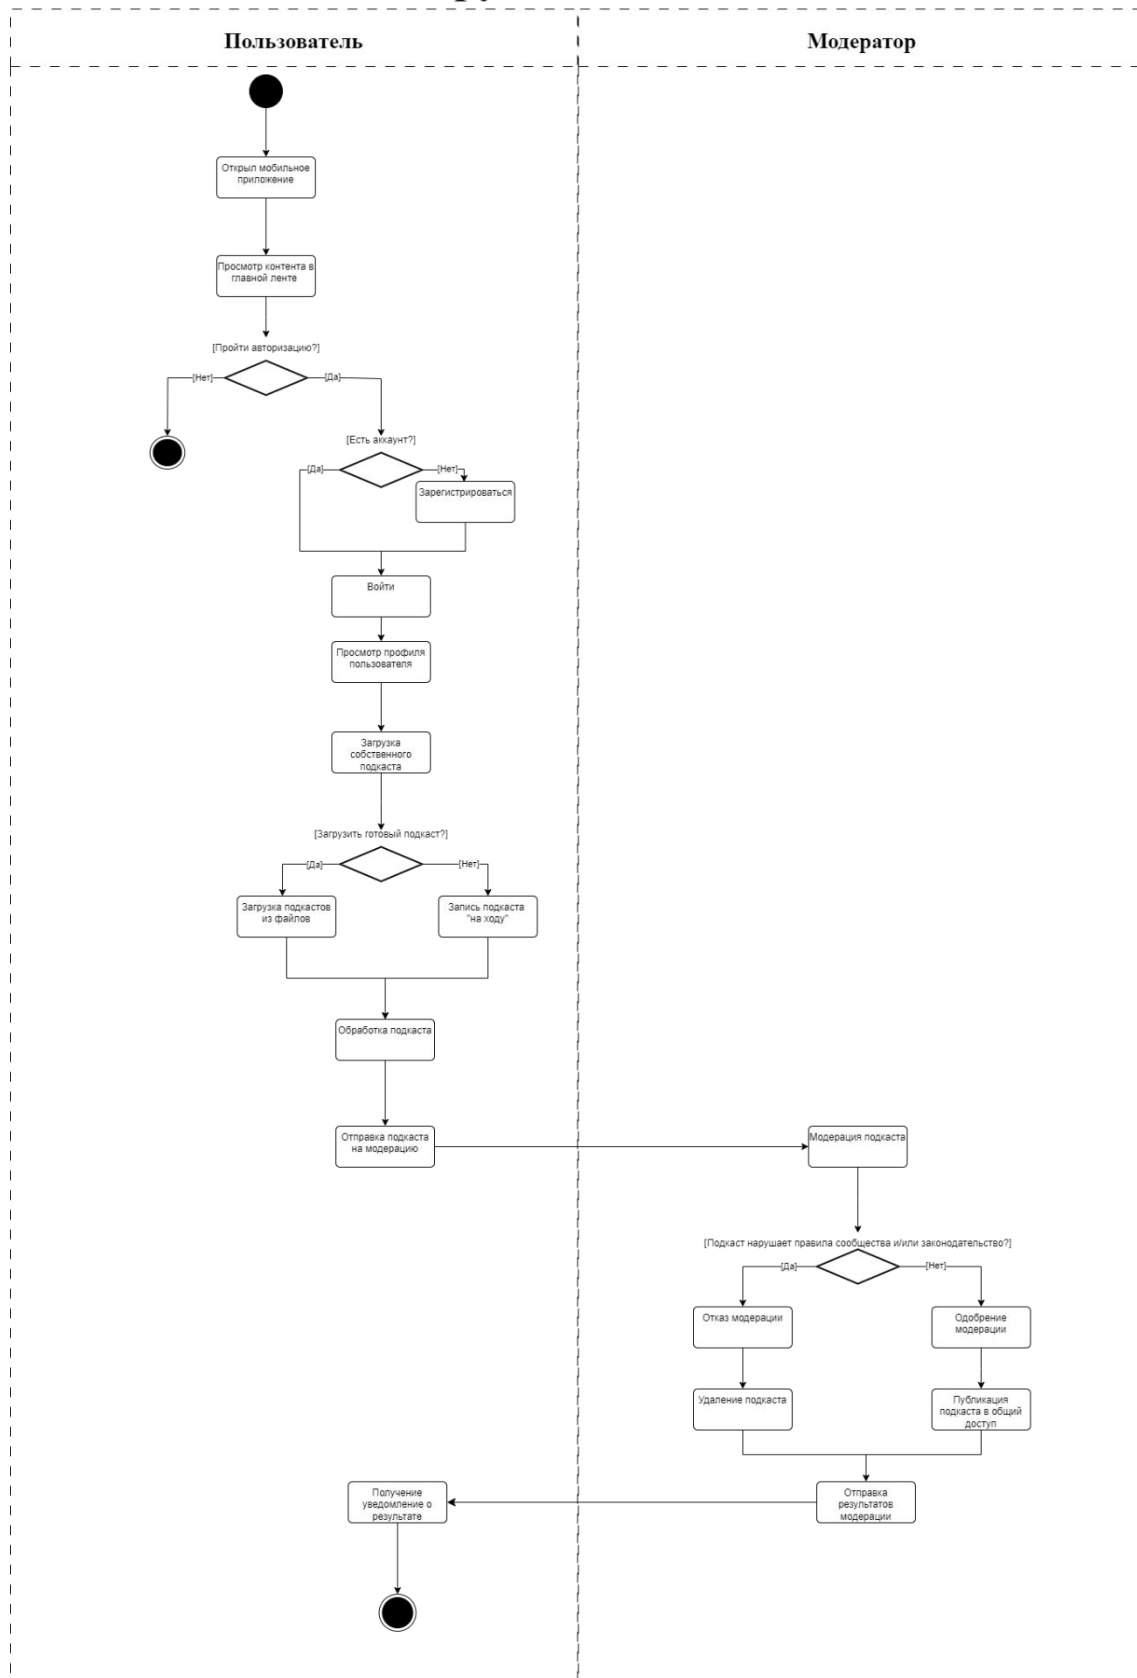 Пользователь
Модератор
Открыл мобильное
приложение
Просмотр контента в
главной ленте
[Пройти авторизацию?]
[Нет]
[Да]
[Есть аккаунт?]
[Да]
[Нет]
Зарегистрироваться
Войти
Просмотр профиля
пользователя
Загрузка
собственного
подкаста
[Загрузить готовый подкаст?]
[Да]
[Нет]
Загрузка подкастов
из файлов
Запись подкаста
"на ходу"
Обработка подкаста
Отправка подкаста
на модерацию
Модерация подкаста
[Подкаст нарушает правила сообщества и/или законодательство?]
[Да]
[Нет]
Отказ модерации
Одобрение
модерации
Удаление подкаста
Публикация
подкаста в общий
доступ
Получение
уведомление о
результате
Отправка
результатов
модерации